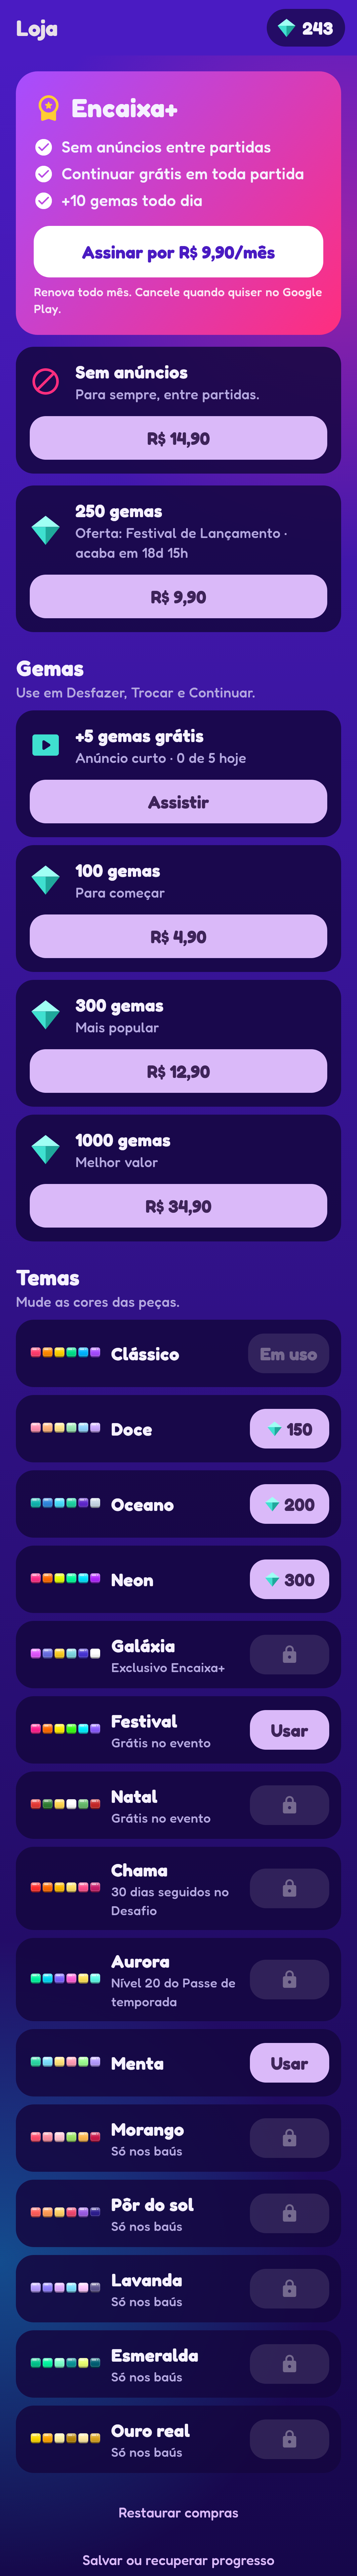 Loja
243
Encaixa+
Sem anúncios entre partidas
Continuar grátis em toda partida
+10 gemas todo dia
Assinar por R$ 9,90/mês
Renova todo mês. Cancele quando quiser no Google
Play.
Sem anúncios
Para sempre, entre partidas.
R$ 14,90
250 gemas
Oferta: Festival de Lançamento ·
acaba em 18d 15h
R$ 9,90
Gemas
Use em Desfazer, Trocar e Continuar.
+5 gemas grátis
Anúncio curto · 0 de 5 hoje
Assistir
100 gemas
Para começar
R$ 4,90
300 gemas
Mais popular
R$ 12,90
1000 gemas
Melhor valor
R$ 34,90
Temas
Mude as cores das peças.
Clássico
Em uso
Doce
150
Oceano
200
Neon
300
Galáxia
Exclusivo Encaixa+
Festival
Grátis no evento
Usar
Natal
Grátis no evento
Chama
30 dias seguidos no
Desafio
Aurora
Nível 20 do Passe de
temporada
Menta
Usar
Morango
Só nos baús
Pôr do sol
Só nos baús
Lavanda
Só nos baús
Esmeralda
Só nos baús
Ouro real
Só nos baús
Restaurar compras
Salvar ou recuperar progresso